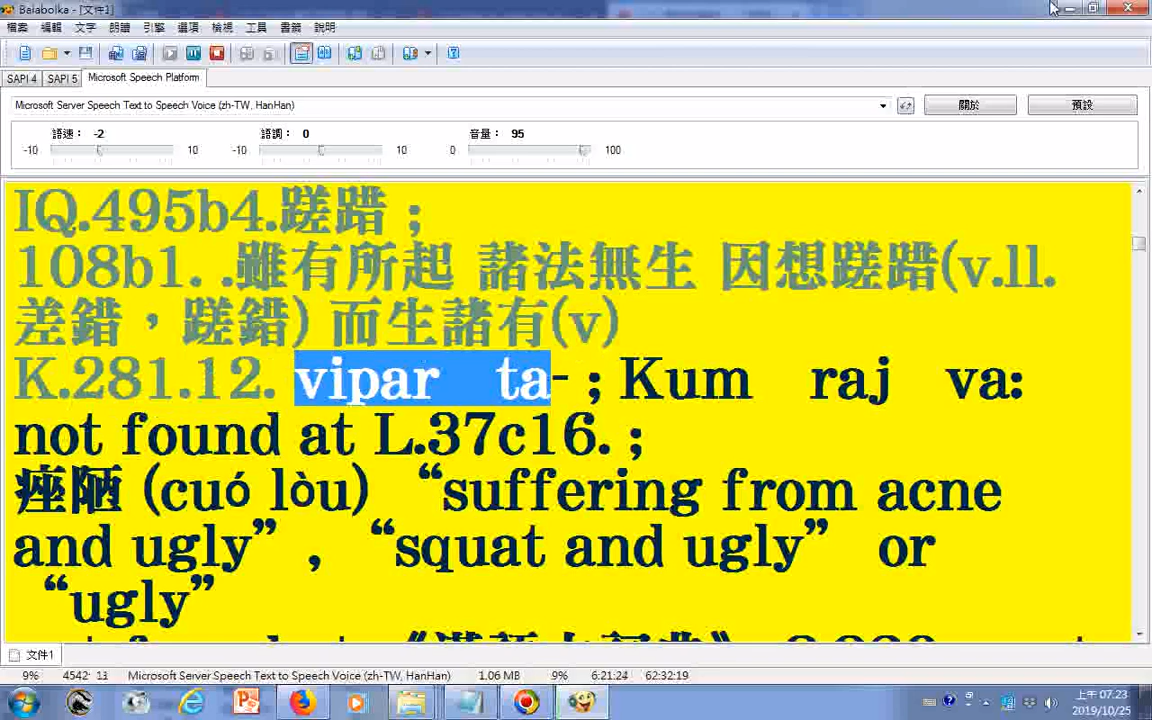 Balabolka - [文件1]
檔案 編輯 文字 朗讀 引擎 選項 檢視 工具 書籤 說明
SAPI 4 SAPI 5 Microsoft Speech Platform
Microsoft Server Speech Text to Speech Voice (zh-TW, HanHan) 關於 預設
語速： -2 語調： 0 音量： 95
-10 10 -10 10 0 100
IQ.495b4.蹉踖；
108b1. .雖有所起 諸法無生 因想蹉踖(v.ll.
差錯，蹉錯) 而生諸有(v)
K.281.12. vipar ta-；Kum raj va:
not found at L.37c16.；
痤陋 (cuó lòu) “suffering from acne
and ugly”, “squat and ugly” or
“ugly”
文件1
9% 4542: 13 Microsoft Server Speech Text to Speech Voice (zh-TW, HanHan) 1.06 MB 9% 6:21:24 62:32:19
上午 07:23
2019/10/25